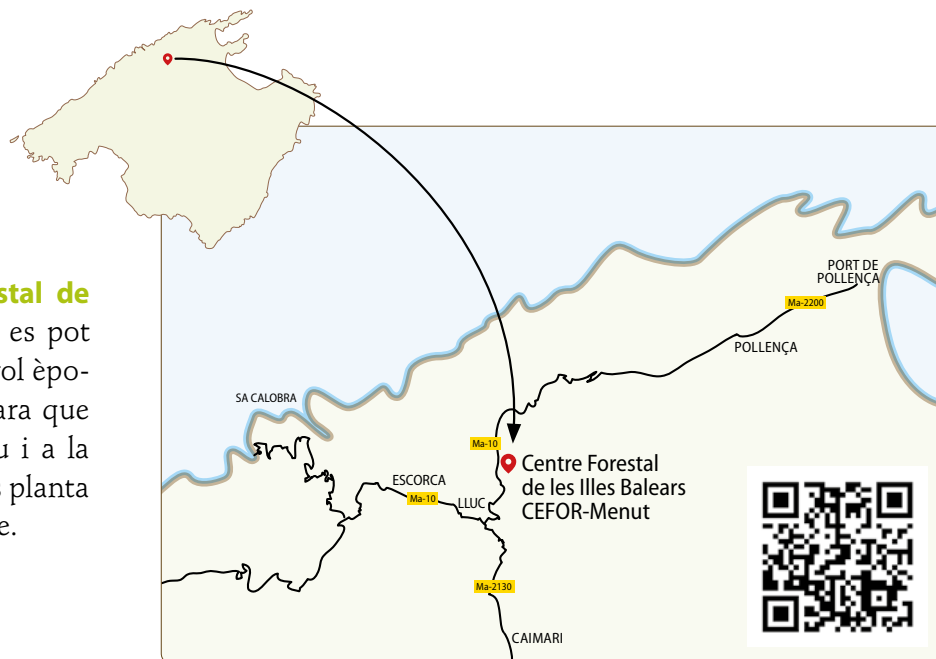 stal de
es pot
ol èpo-
ara que
u i a la
s planta
e.
PORT DE
POLLENÇA
Ma-2200
POLLENÇA
SA CALOBRA
Ma-10
Centre Forestal
de les Illes Balears
CEFOR-Menut
ESCORCA
Ma-10
LLUC
Ma-2130
CAIMARI